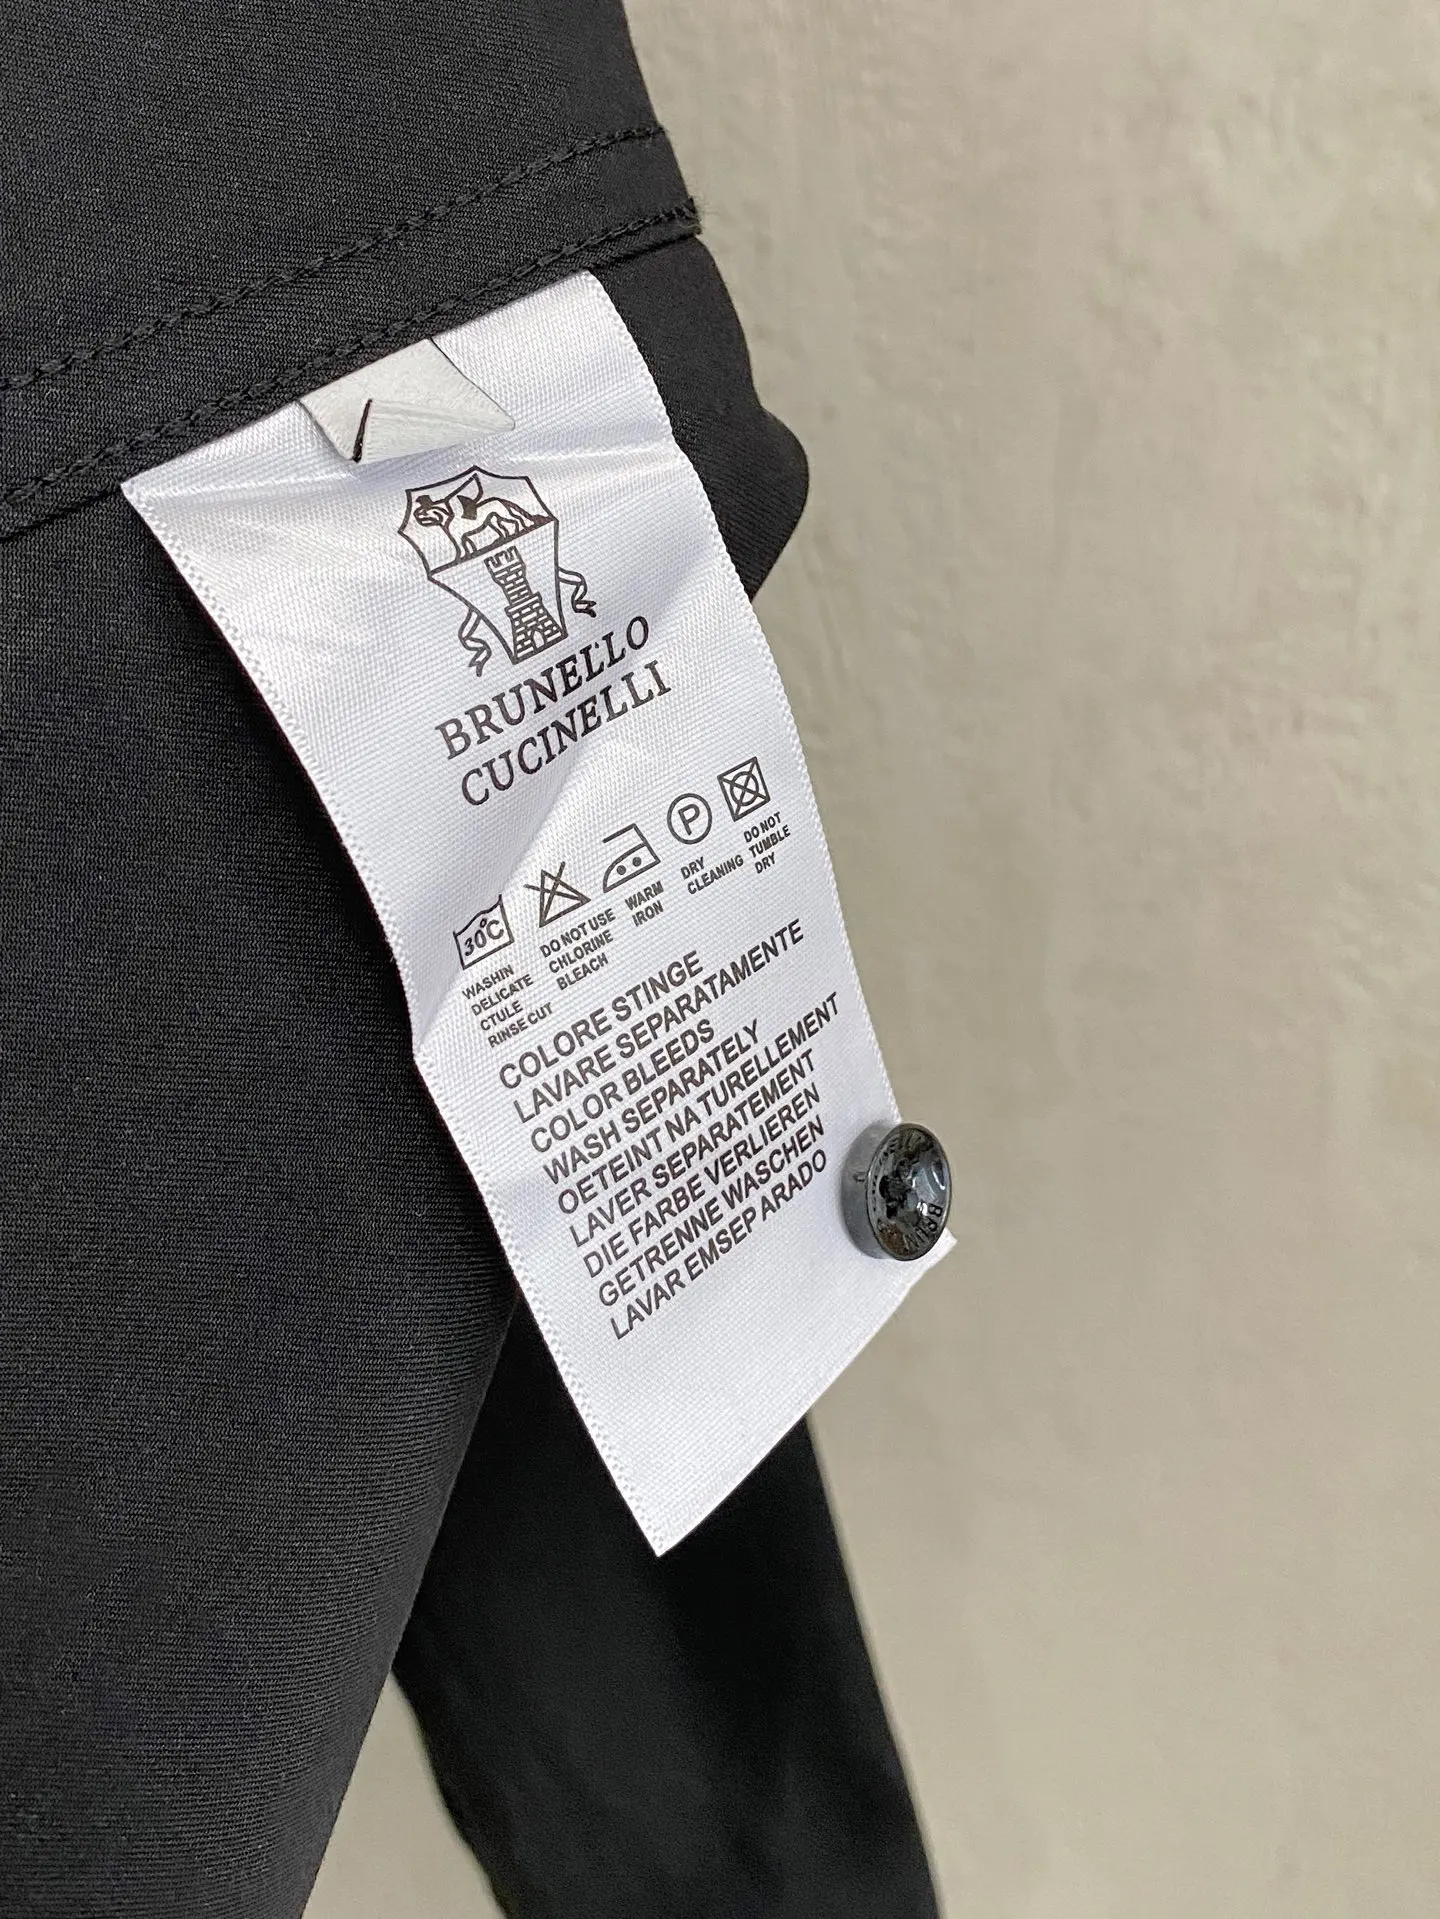 BRUNELLO
CUCINELLI
30°C
P
WASHIN
DELICATE
CTULE
RINSE CUT
DO NOT USE
CHLORINE
BLEACH
WARM
IRON
DRY
CLEANING
DO NOT
TUMBLE
DRY
COLORE STINGE
LAVARE SEPARATAMENTE
COLOR BLEEDS
WASH SEPARATELY
OETEINT NA TURELLEMENT
LAVER SEPARATEMENT
DIE FARBE VERLIEREN
GETRENNE WASCHEN
LAVAR EMSEP ARADO